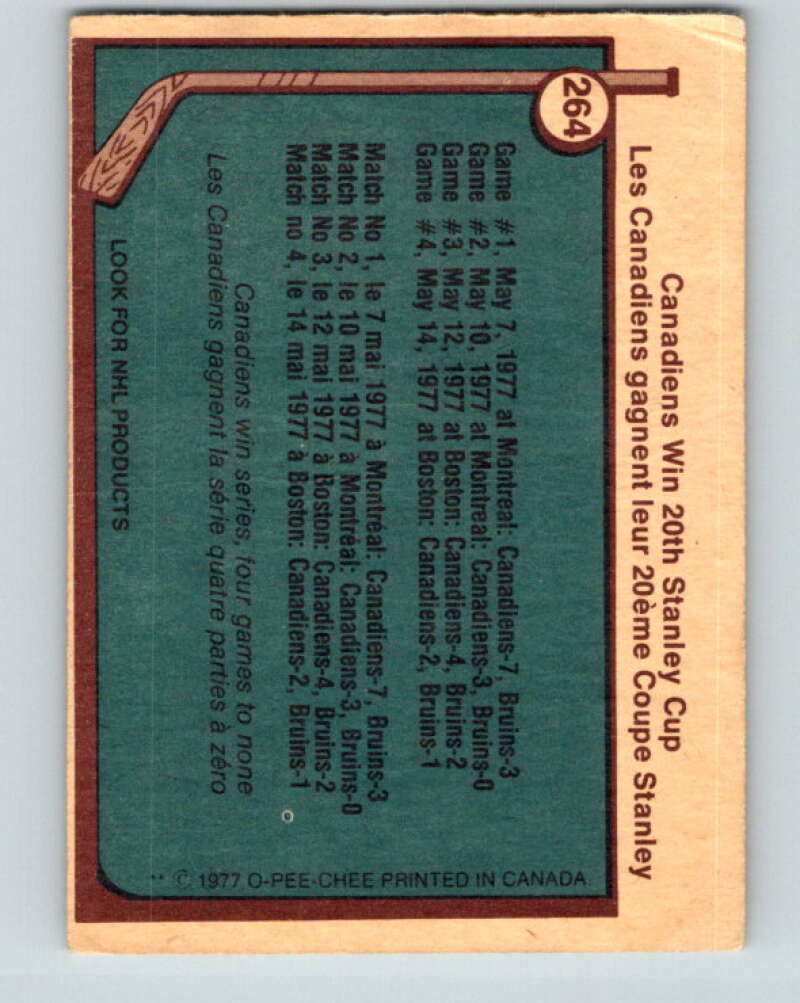 Canadiens Win 20th Stanley Cup
Les Canadiens gagnent leur 20ème Coupe Stanley
264
Game #1, May 7, 1977 at Montreal: Canadiens-7, Bruins-3
Game #2, May 10, 1977 at Montreal: Canadiens-3, Bruins-0
Game #3, May 12, 1977 at Boston: Canadiens-4, Bruins-2
Game #4, May 14, 1977 at Boston: Canadiens-2, Bruins-1
Match No 1, le 7 mai 1977 à Montréal: Canadiens-7, Bruins-3
Match No 2, le 10 mai 1977 à Montréal: Canadiens-3, Bruins-0
Match No 3, le 12 mai 1977 à Boston: Canadiens-4, Bruins-2
Match no 4, le 14 mai 1977 à Boston: Canadiens-2, Bruins-1
Canadiens win series, four games to none
Les Canadiens gagnent la série quatre parties à zéro
LOOK FOR NHL PRODUCTS
** © 1977 O-PEE-CHEE PRINTED IN CANADA